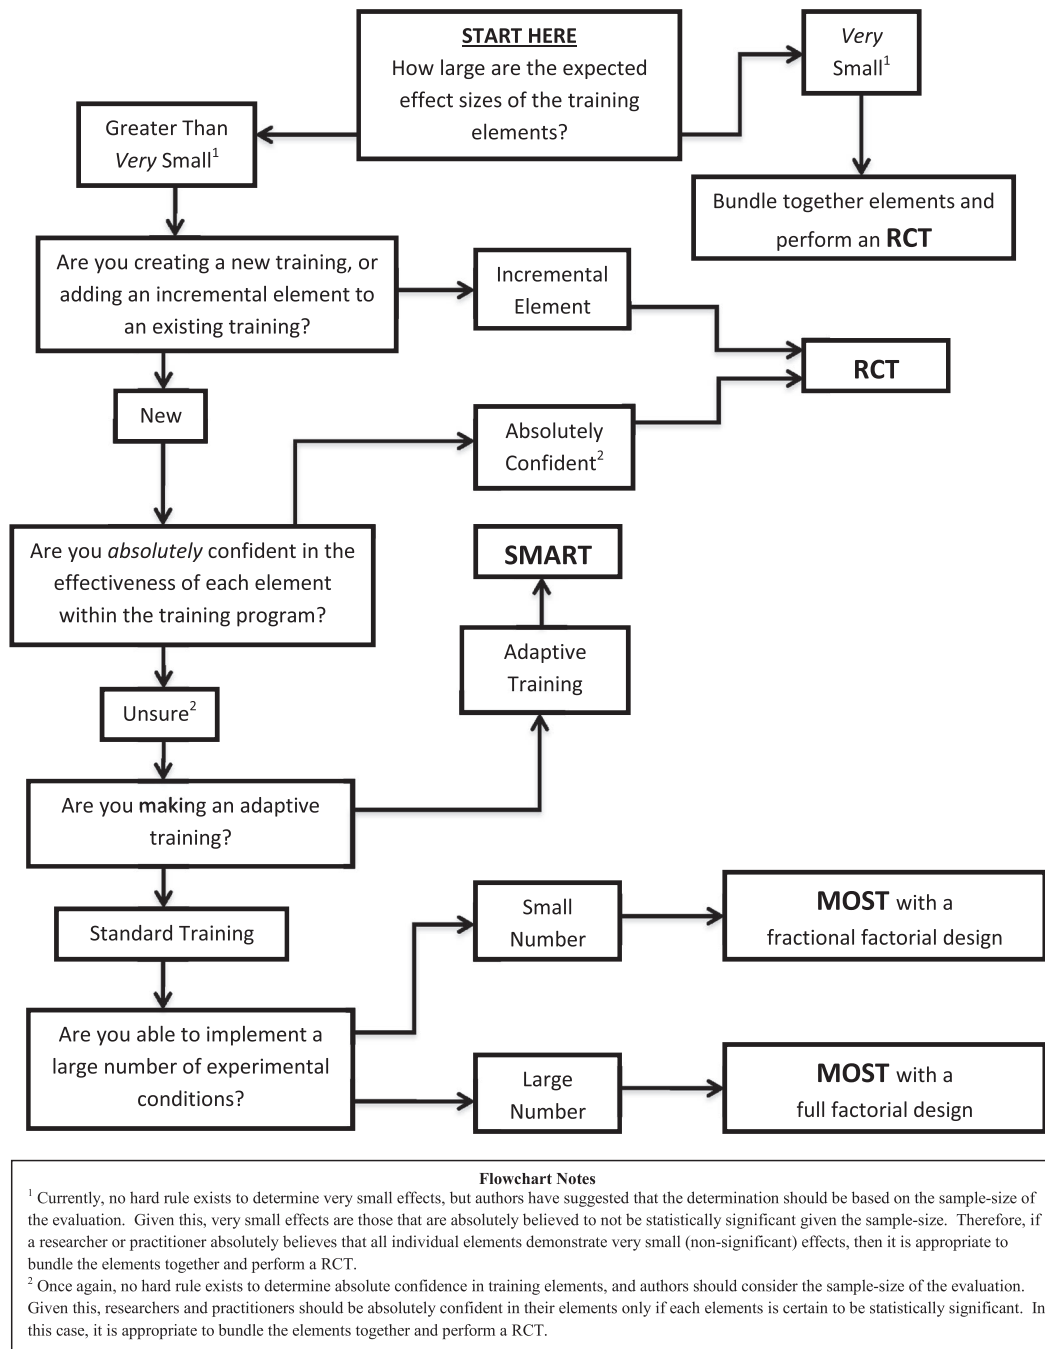 START HERE
How large are the expected
effect sizes of the training
elements?
Very
Small¹
Greater Than
Very Small¹
Bundle together elements and
perform an RCT
Are you creating a new training, or
adding an incremental element to
an existing training?
Incremental
Element
RCT
New
Absolutely
Confident²
Are you absolutely confident in the
effectiveness of each element
within the training program?
SMART
Adaptive
Training
Unsure²
Are you making an adaptive
training?
Standard Training
Small
Number
MOST with a
fractional factorial design
Are you able to implement a
large number of experimental
conditions?
Large
Number
MOST with a
full factorial design
Flowchart Notes
¹ Currently, no hard rule exists to determine very small effects, but authors have suggested that the determination should be based on the sample-size of
the evaluation. Given this, very small effects are those that are absolutely believed to not be statistically significant given the sample-size. Therefore, if
a researcher or practitioner absolutely believes that all individual elements demonstrate very small (non-significant) effects, then it is appropriate to
bundle the elements together and perform a RCT.
² Once again, no hard rule exists to determine absolute confidence in training elements, and authors should consider the sample-size of the evaluation.
Given this, researchers and practitioners should be absolutely confident in their elements only if each elements is certain to be statistically significant. In
this case, it is appropriate to bundle the elements together and perform a RCT.